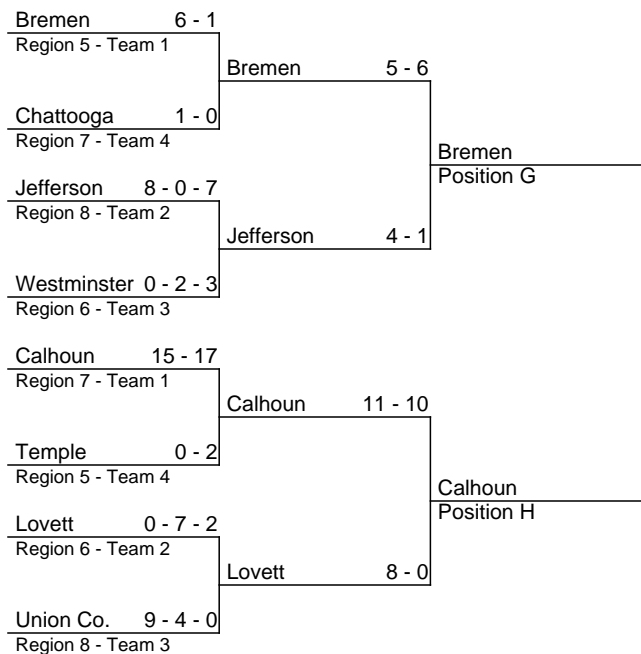 Bremen 6 - 1
Region 5 - Team 1
Bremen 5 - 6
Chattooga 1 - 0
Region 7 - Team 4
Bremen
Position G
Jefferson 8 - 0 - 7
Region 8 - Team 2
Jefferson 4 - 1
Westminster 0 - 2 - 3
Region 6 - Team 3
Calhoun 15 - 17
Region 7 - Team 1
Calhoun 11 - 10
Temple 0 - 2
Region 5 - Team 4
Calhoun
Position H
Lovett 0 - 7 - 2
Region 6 - Team 2
Lovett 8 - 0
Union Co. 9 - 4 - 0
Region 8 - Team 3